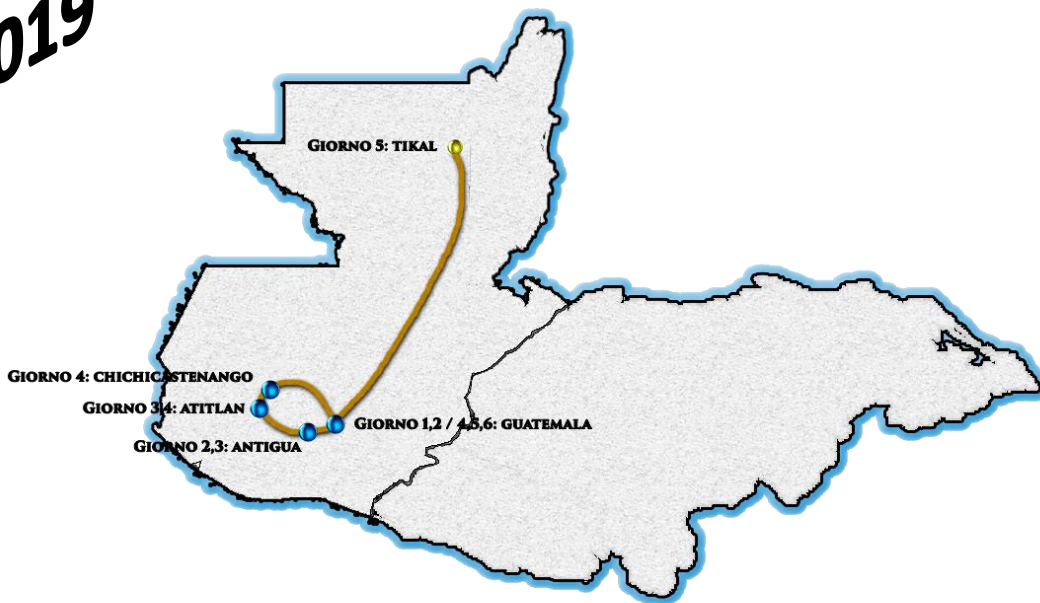 019
GIORNO 5: TIKAL
GIORNO 4: CHICHICASTENANGO
GIORNO 3,4: ATITLAN
GIORNO 1,2 / 4,5,6: GUATEMALA
GIORNO 2,3: ANTIGUA